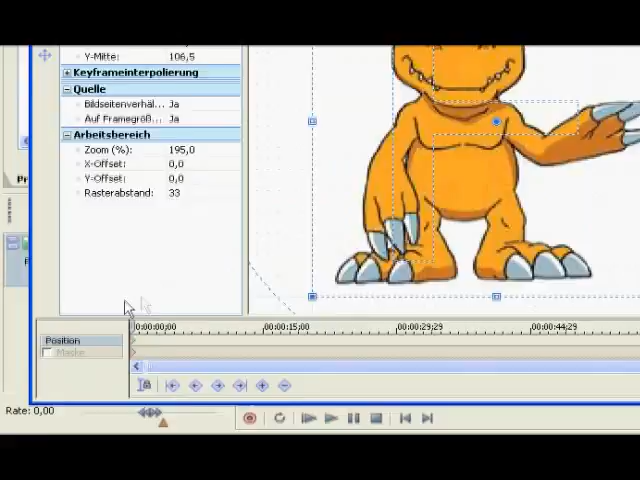 Y-Mitte: 106,5
Keyframeinterpolierung
Quelle
Bildseitenverhäl... Ja
Auf Framegröß... Ja
Arbeitsbereich
Zoom (%): 195,0
X-Offset: 0,0
Y-Offset: 0,0
Rasterabstand: 33
0:00:00;00 00:00:15;00 00:00:29;29 00:00:44;29
Position
Maske
Rate: 0,00